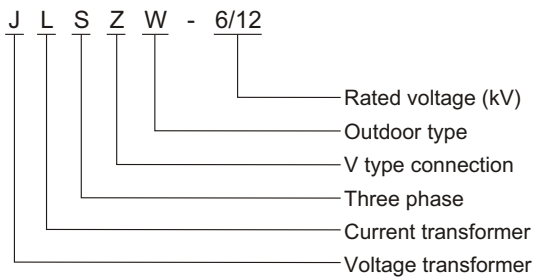 J L S Z W - 6/12
Rated voltage (kV)
Outdoor type
V type connection
Three phase
Current transformer
Voltage transformer